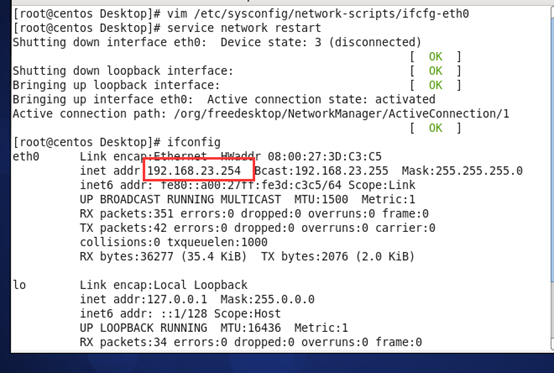 [root@centos Desktop]# vim /etc/sysconfig/network-scripts/ifcfg-eth0
[root@centos Desktop]# service network restart
Shutting down interface eth0:  Device state: 3 (disconnected)
[  OK  ]
Shutting down loopback interface:                          [  OK  ]
Bringing up loopback interface:                            [  OK  ]
Bringing up interface eth0:  Active connection state: activated
Active connection path: /org/freedesktop/NetworkManager/ActiveConnection/1
[  OK  ]
[root@centos Desktop]# ifconfig
eth0      Link encap:Ethernet  HWaddr 08:00:27:3D:C3:C5
inet addr:192.168.23.254  Bcast:192.168.23.255  Mask:255.255.255.0
inet6 addr: fe80::a00:27ff:fe3d:c3c5/64 Scope:Link
UP BROADCAST RUNNING MULTICAST  MTU:1500  Metric:1
RX packets:351 errors:0 dropped:0 overruns:0 frame:0
TX packets:42 errors:0 dropped:0 overruns:0 carrier:0
collisions:0 txqueuelen:1000
RX bytes:36277 (35.4 KiB)  TX bytes:2076 (2.0 KiB)
lo        Link encap:Local Loopback
inet addr:127.0.0.1  Mask:255.0.0.0
inet6 addr: ::1/128 Scope:Host
UP LOOPBACK RUNNING  MTU:16436  Metric:1
RX packets:34 errors:0 dropped:0 overruns:0 frame:0